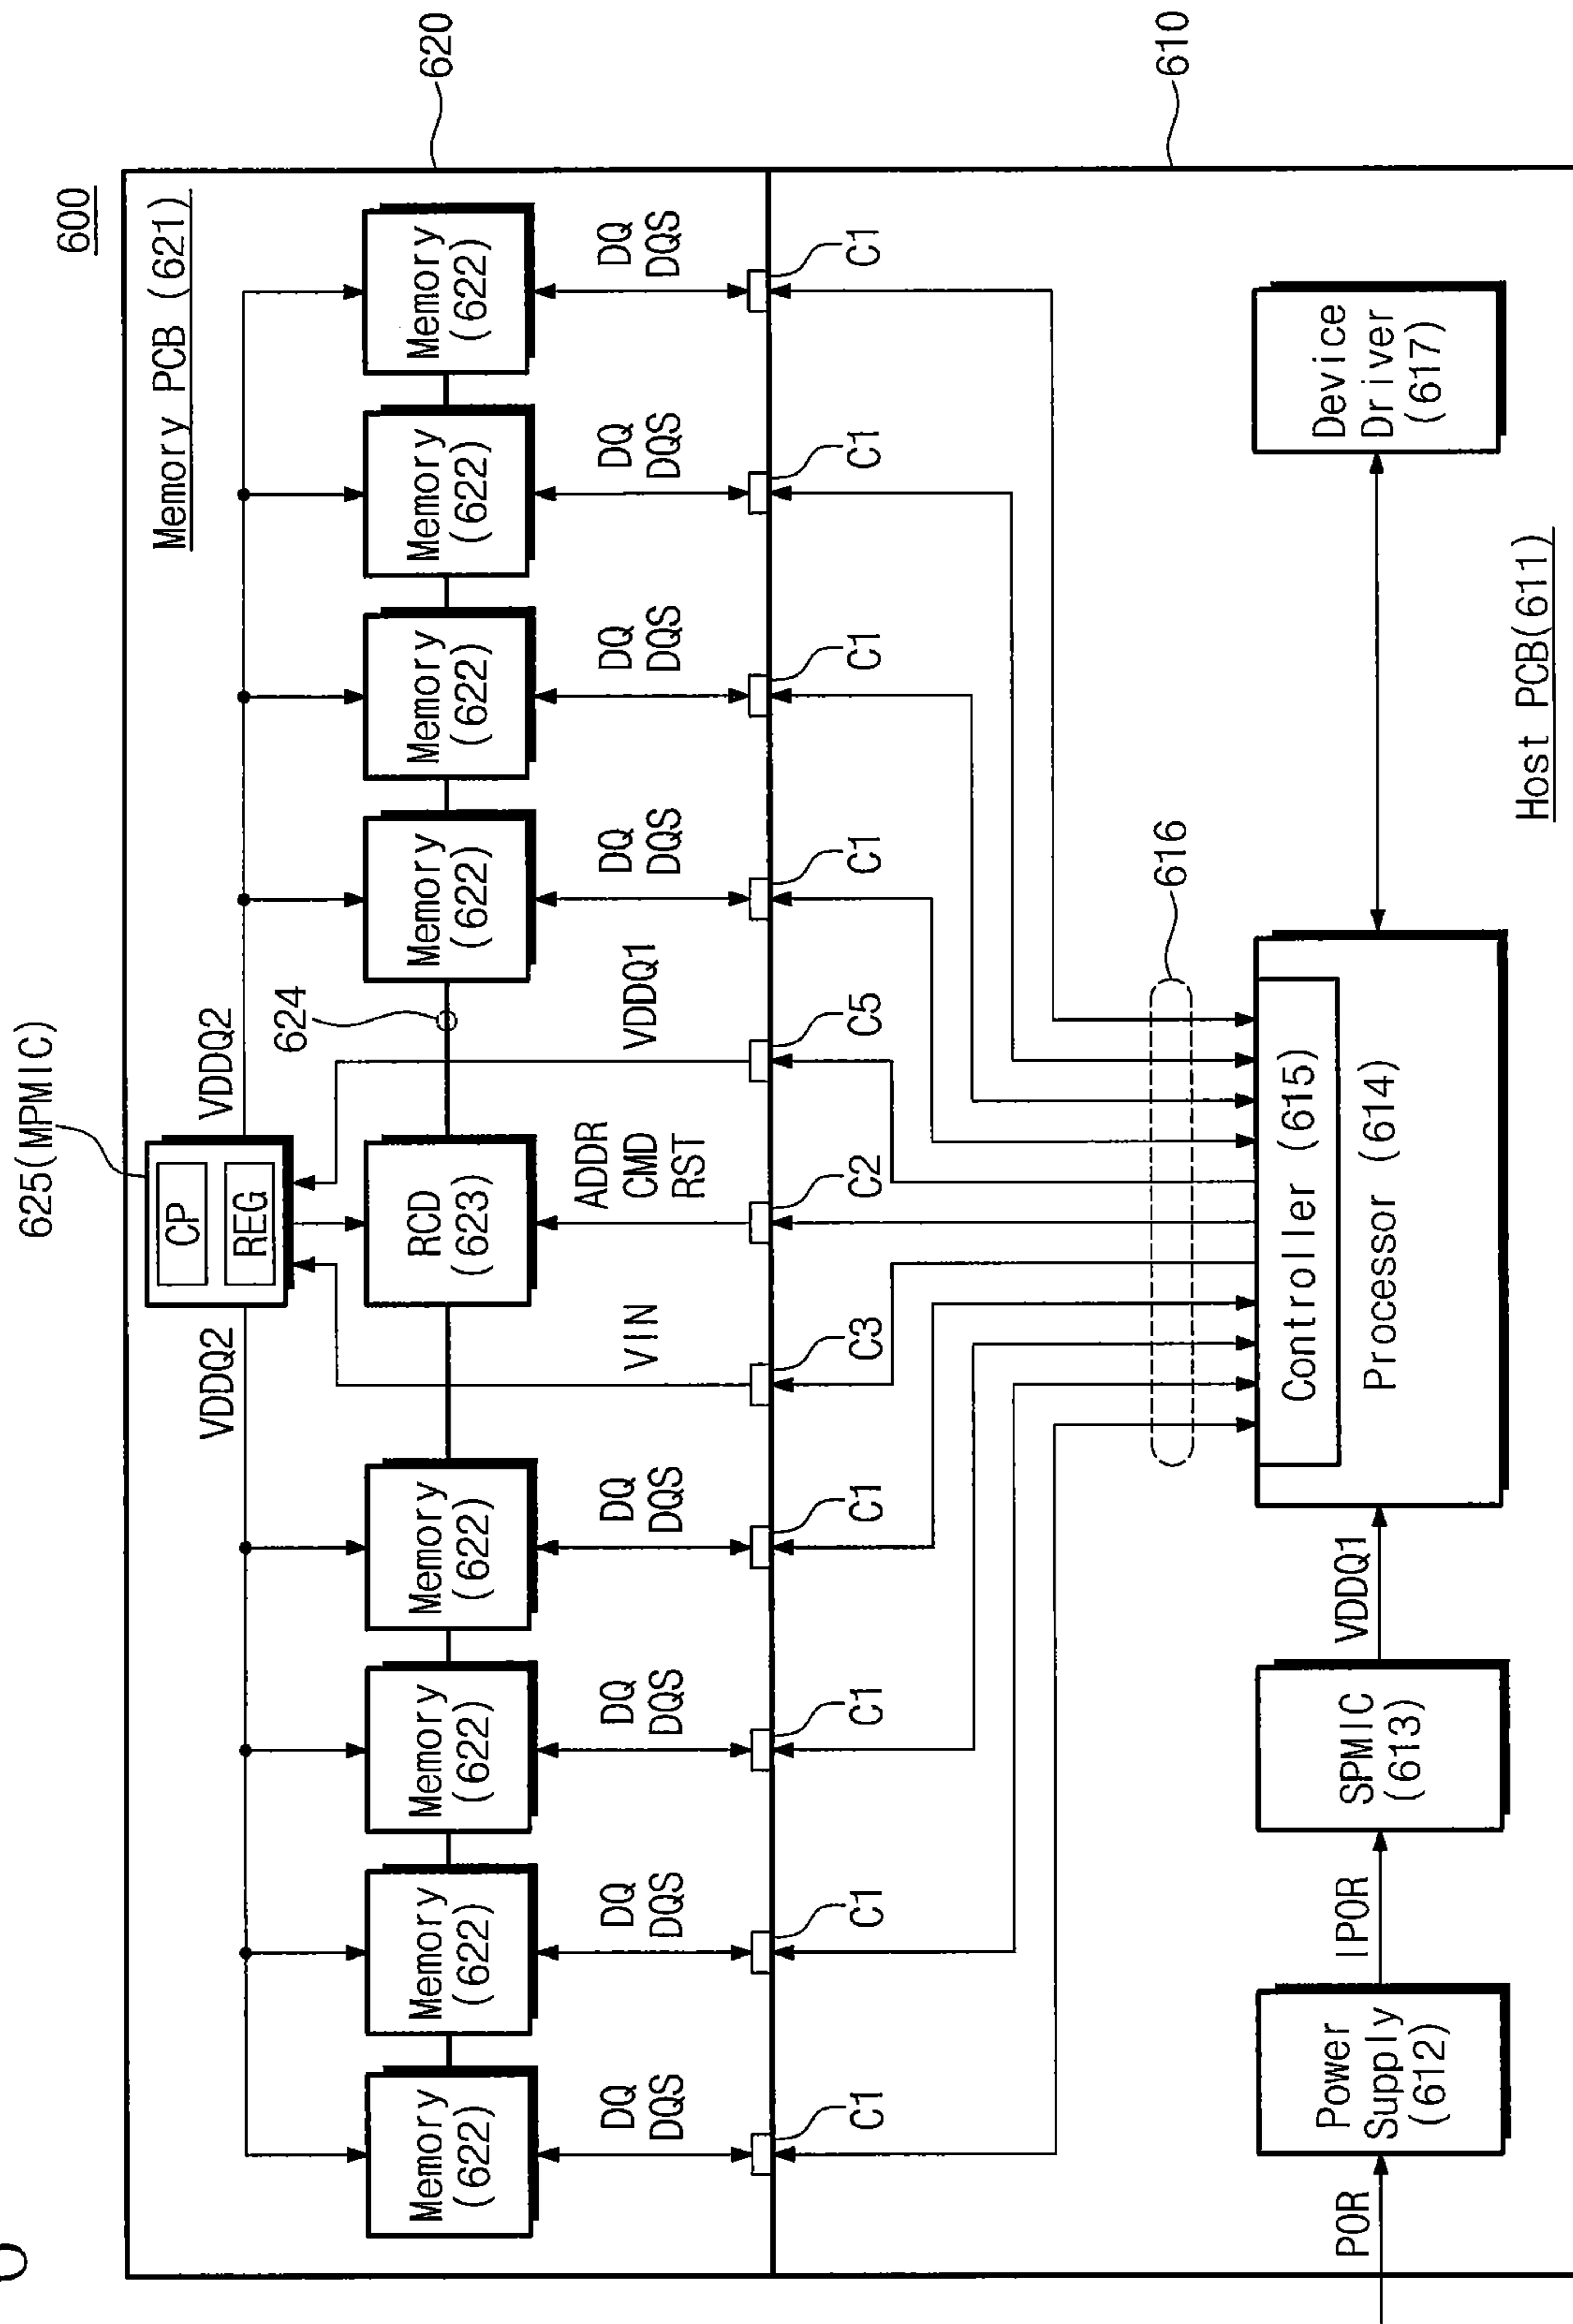 600
625(MPMIC)
Memory PCB (621)
620
CP
REG
VDDQ2
VDDQ2
Memory
(622)
Memory
(622)
Memory
(622)
Memory
(622)
RCD
(623)
624
Memory
(622)
Memory
(622)
Memory
(622)
Memory
(622)
DQ
DQS
DQ
DQS
DQ
DQS
DQ
DQS
VIN
ADDR
CMD
RST
VDDQ1
DQ
DQS
DQ
DQS
DQ
DQS
DQ
DQS
C1
C1
C1
C1
C3
C2
C5
C1
C1
C1
C1
616
610
POR
Power
Supply
(612)
IPOR
SPMIC
(613)
VDDQ1
Controller (615)
Processor (614)
Device
Driver
(617)
Host PCB(611)